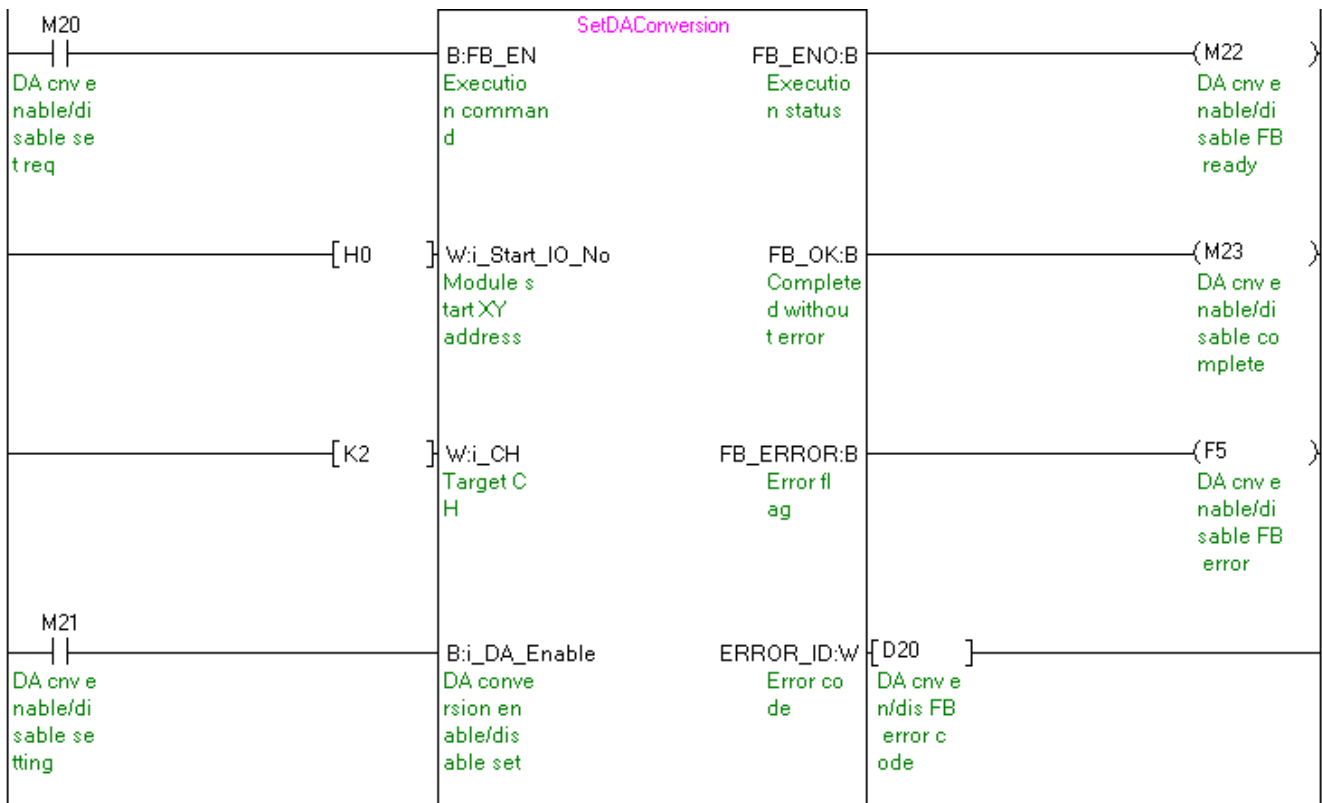 M20 SetDAConversion
B:FB_EN FB_ENO:B (M22 )
DA cnv e Executio Executio DA cnv e
nable/di n comman n status nable/di
sable se d sable FB
t req ready
[H0 ] W:i_Start_IO_No FB_OK:B (M23 )
Module s Complete DA cnv e
tart XY d withou nable/di
address t error sable co
mplete
[K2 ] W:i_CH FB_ERROR:B (F5 )
Target C Error fl DA cnv e
H ag nable/di
sable FB
error
M21
B:i_DA_Enable ERROR_ID:W [D20 ]
DA cnv e DA conve Error co DA cnv e
nable/di rsion en de n/dis FB
sable se able/dis error c
tting able set ode